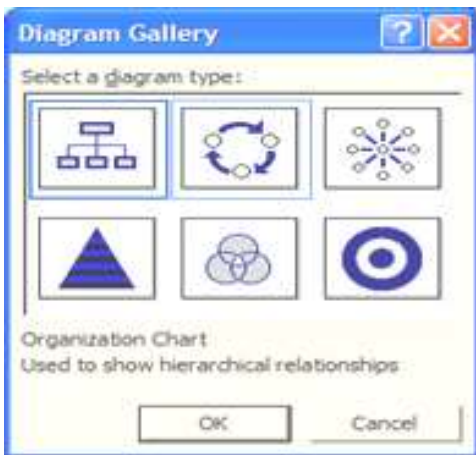 Diagram Gallery
Select a diagram type:
Organization Chart
Used to show hierarchical relationships
OK Cancel